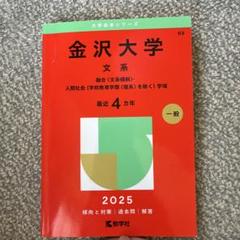 大学赤本シリーズ
金沢大学
文系
融合〈文系傾斜〉・
人間社会〈学校教育学類〈理系〉を除く〉学域
最近4カ年
一般
2025
傾向と対策｜過去問｜解答
教学社